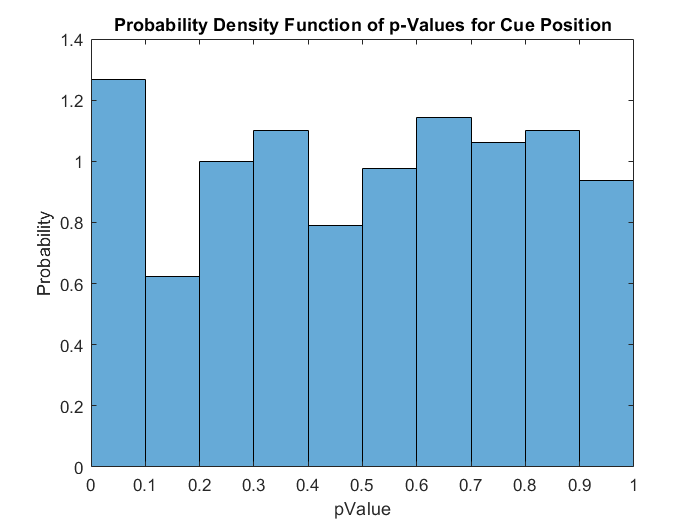 Probability Density Function of p-Values for Cue Position
1.4
1.2
1
0.8
0.6
0.4
0.2
0
Probability
0 0.1 0.2 0.3 0.4 0.5 0.6 0.7 0.8 0.9 1
pValue